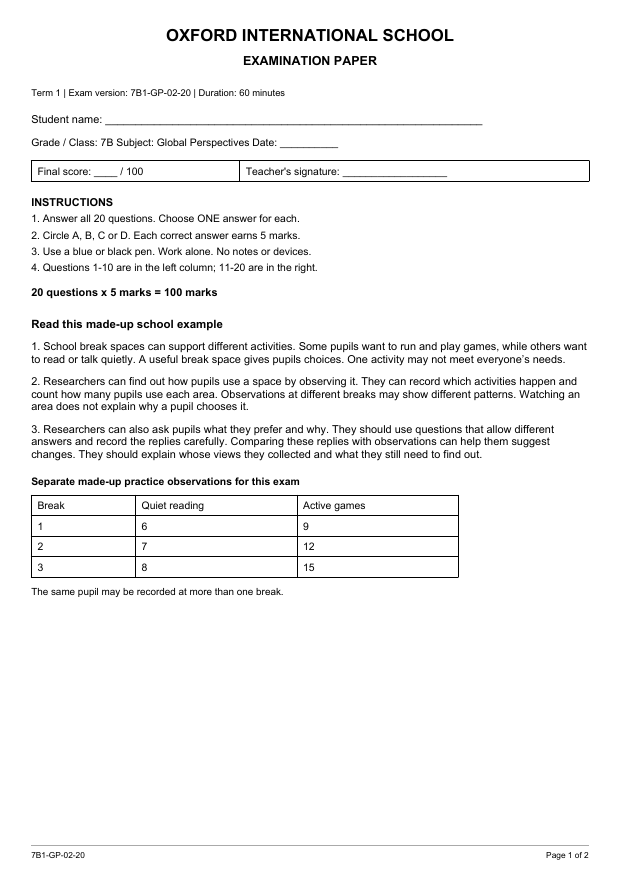 OXFORD INTERNATIONAL SCHOOL
EXAMINATION PAPER
Term 1 | Exam version: 7B1-GP-02-20 | Duration: 60 minutes
Student name: _______________________________________________________________
Grade / Class: 7B Subject: Global Perspectives Date: __________
Final score: ____ / 100 Teacher's signature: __________________
INSTRUCTIONS
1. Answer all 20 questions. Choose ONE answer for each.
2. Circle A, B, C or D. Each correct answer earns 5 marks.
3. Use a blue or black pen. Work alone. No notes or devices.
4. Questions 1-10 are in the left column; 11-20 are in the right.
20 questions x 5 marks = 100 marks
Read this made-up school example
1. School break spaces can support different activities. Some pupils want to run and play games, while others want
to read or talk quietly. A useful break space gives pupils choices. One activity may not meet everyone’s needs.
2. Researchers can find out how pupils use a space by observing it. They can record which activities happen and
count how many pupils use each area. Observations at different breaks may show different patterns. Watching an
area does not explain why a pupil chooses it.
3. Researchers can also ask pupils what they prefer and why. They should use questions that allow different
answers and record the replies carefully. Comparing these replies with observations can help them suggest
changes. They should explain whose views they collected and what they still need to find out.
Separate made-up practice observations for this exam
Break Quiet reading Active games
1 6 9
2 7 12
3 8 15
The same pupil may be recorded at more than one break.
7B1-GP-02-20 Page 1 of 2